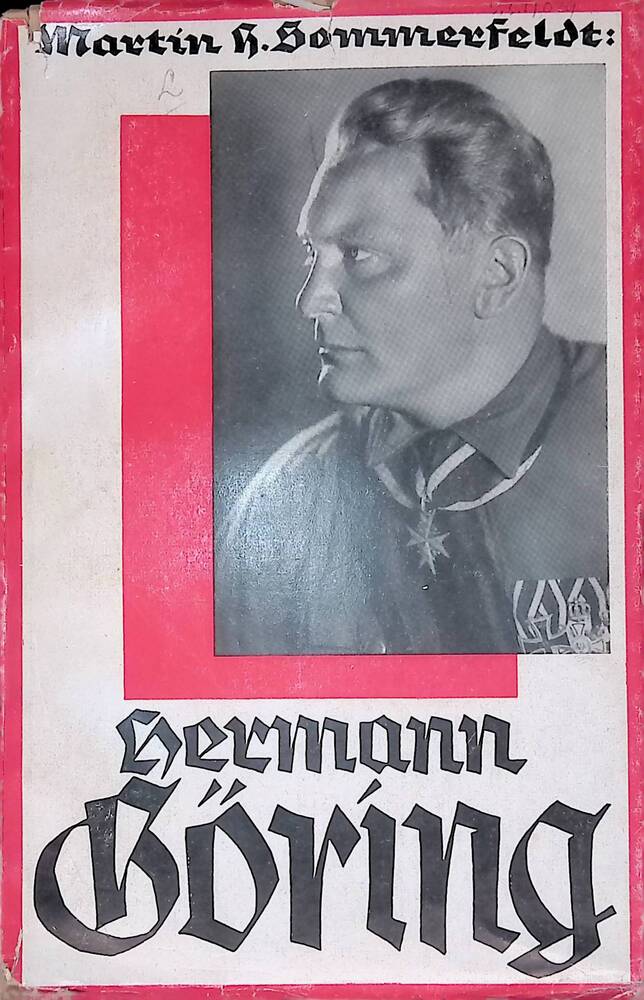 Martin H. Sommerfeldt:
Hermann
Göring